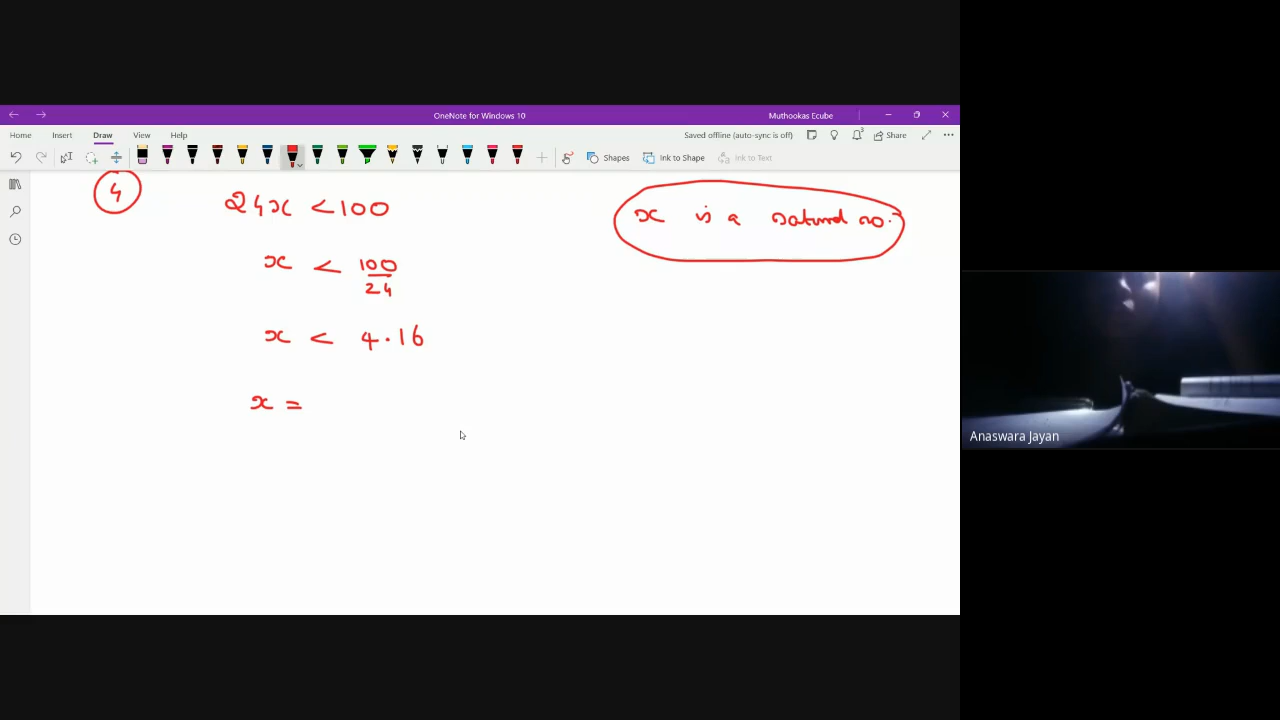 OneNote for Windows 10
Muthookas Ecube
Home Insert Draw View Help
Saved offline (auto-sync is off)
Share
Shapes
Ink to Shape
Ink to Text
4
24x < 100
x is a natural no.
x < 100/24
x < 4.16
x =
Anaswara Jayan